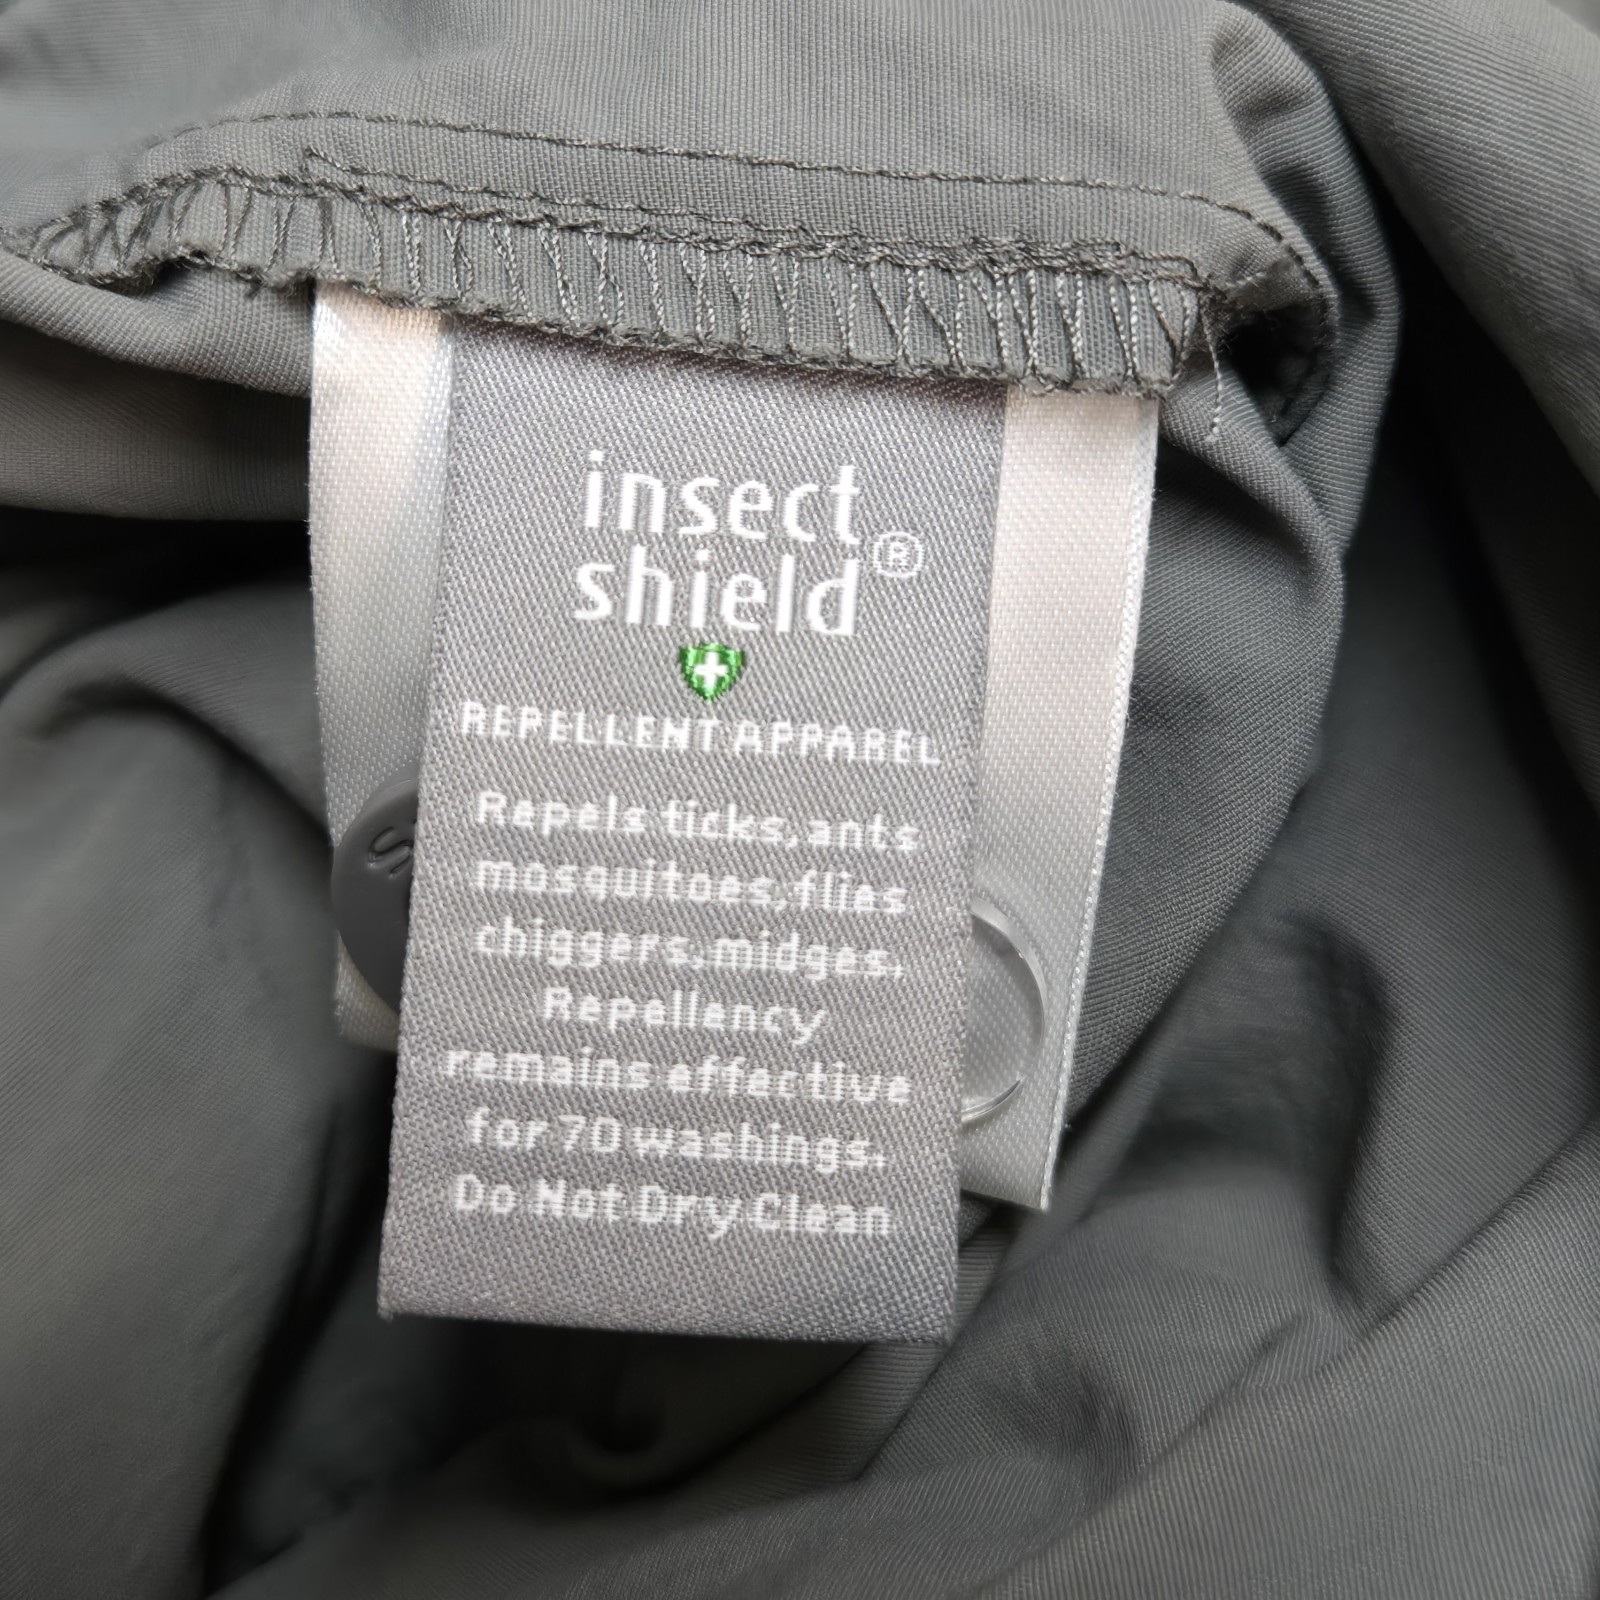 insect
shield®
REPELLENT APPAREL
Repels ticks, ants
mosquitoes, flies
chiggers, midges.
Repellency
remains effective
for 70 washings.
Do Not Dry Clean